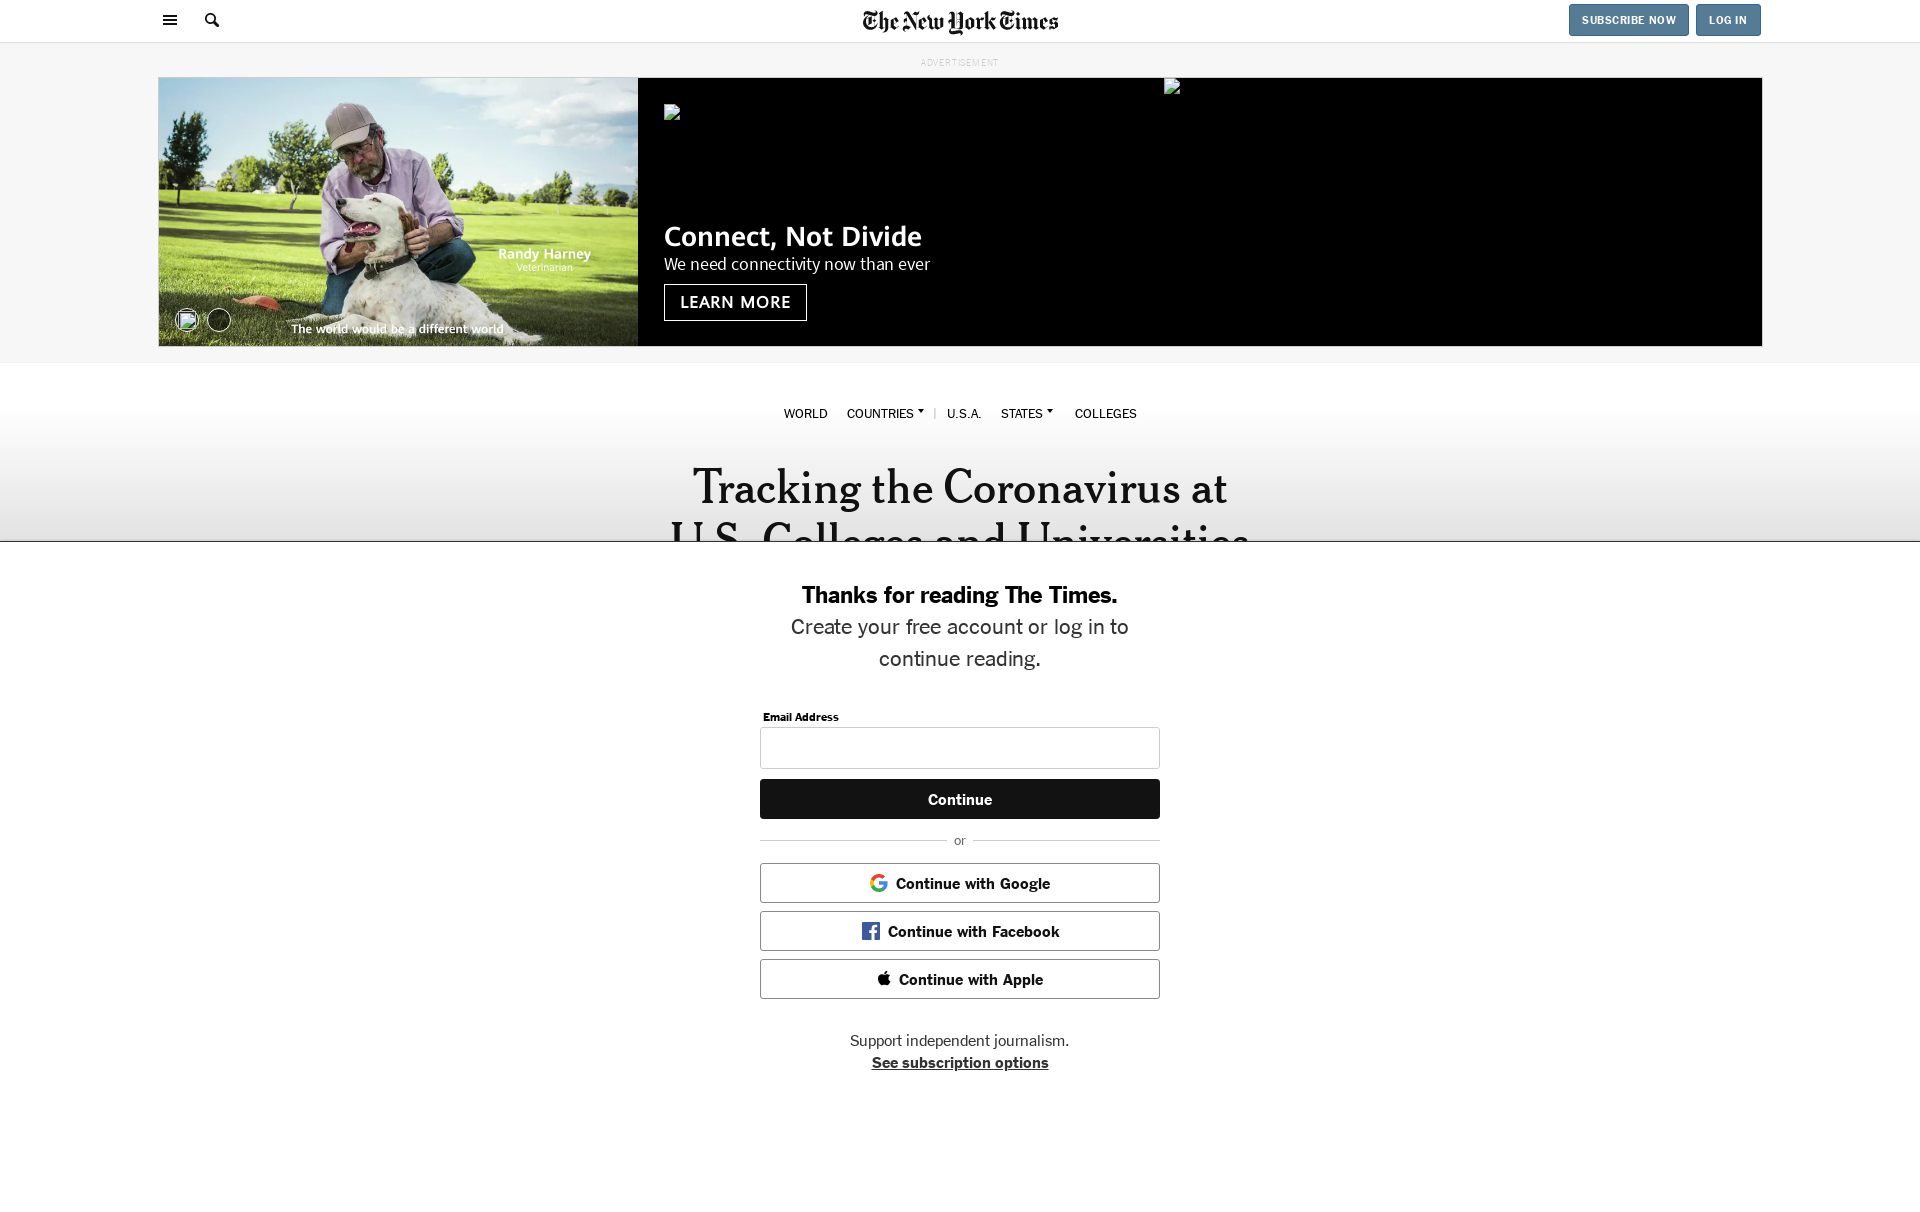 The New York Times
SUBSCRIBE NOW
LOG IN
ADVERTISEMENT
Randy Harney
Veterinarian
The world would be a different world
Connect, Not Divide
We need connectivity now than ever
LEARN MORE
WORLD COUNTRIES | U.S.A. STATES COLLEGES
Tracking the Coronavirus at
U.S. Colleges and Universities
Thanks for reading The Times.
Create your free account or log in to
continue reading.
Email Address
Continue
or
Continue with Google
Continue with Facebook
Continue with Apple
Support independent journalism.
See subscription options